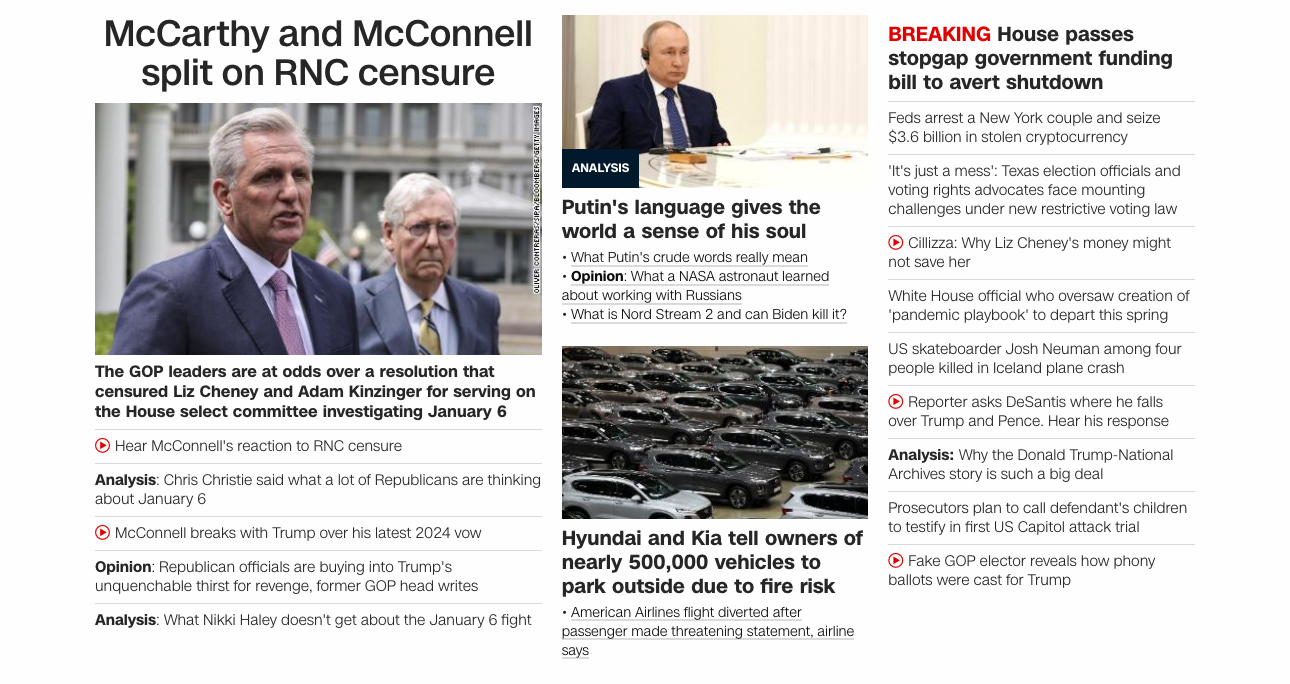 McCarthy and McConnell
split on RNC censure
OLIVER CONTRERAS/SIPA/BLOOMBERG/GETTY IMAGES
The GOP leaders are at odds over a resolution that
censured Liz Cheney and Adam Kinzinger for serving on
the House select committee investigating January 6
Hear McConnell's reaction to RNC censure
Analysis: Chris Christie said what a lot of Republicans are thinking
about January 6
McConnell breaks with Trump over his latest 2024 vow
Opinion: Republican officials are buying into Trump's
unquenchable thirst for revenge, former GOP head writes
Analysis: What Nikki Haley doesn't get about the January 6 fight
ANALYSIS
Putin's language gives the
world a sense of his soul
• What Putin's crude words really mean
• Opinion: What a NASA astronaut learned
about working with Russians
• What is Nord Stream 2 and can Biden kill it?
Hyundai and Kia tell owners of
nearly 500,000 vehicles to
park outside due to fire risk
• American Airlines flight diverted after
passenger made threatening statement, airline
says
BREAKING House passes
stopgap government funding
bill to avert shutdown
Feds arrest a New York couple and seize
$3.6 billion in stolen cryptocurrency
'It's just a mess': Texas election officials and
voting rights advocates face mounting
challenges under new restrictive voting law
Cillizza: Why Liz Cheney's money might
not save her
White House official who oversaw creation of
'pandemic playbook' to depart this spring
US skateboarder Josh Neuman among four
people killed in Iceland plane crash
Reporter asks DeSantis where he falls
over Trump and Pence. Hear his response
Analysis: Why the Donald Trump-National
Archives story is such a big deal
Prosecutors plan to call defendant's children
to testify in first US Capitol attack trial
Fake GOP elector reveals how phony
ballots were cast for Trump